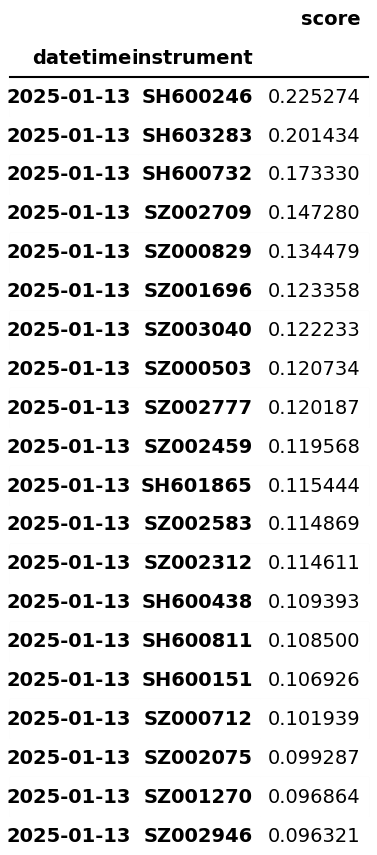 score
datetime instrument
2025-01-13 SH600246 0.225274
2025-01-13 SH603283 0.201434
2025-01-13 SH600732 0.173330
2025-01-13 SZ002709 0.147280
2025-01-13 SZ000829 0.134479
2025-01-13 SZ001696 0.123358
2025-01-13 SZ003040 0.122233
2025-01-13 SZ000503 0.120734
2025-01-13 SZ002777 0.120187
2025-01-13 SZ002459 0.119568
2025-01-13 SH601865 0.115444
2025-01-13 SZ002583 0.114869
2025-01-13 SZ002312 0.114611
2025-01-13 SH600438 0.109393
2025-01-13 SH600811 0.108500
2025-01-13 SH600151 0.106926
2025-01-13 SZ000712 0.101939
2025-01-13 SZ002075 0.099287
2025-01-13 SZ001270 0.096864
2025-01-13 SZ002946 0.096321